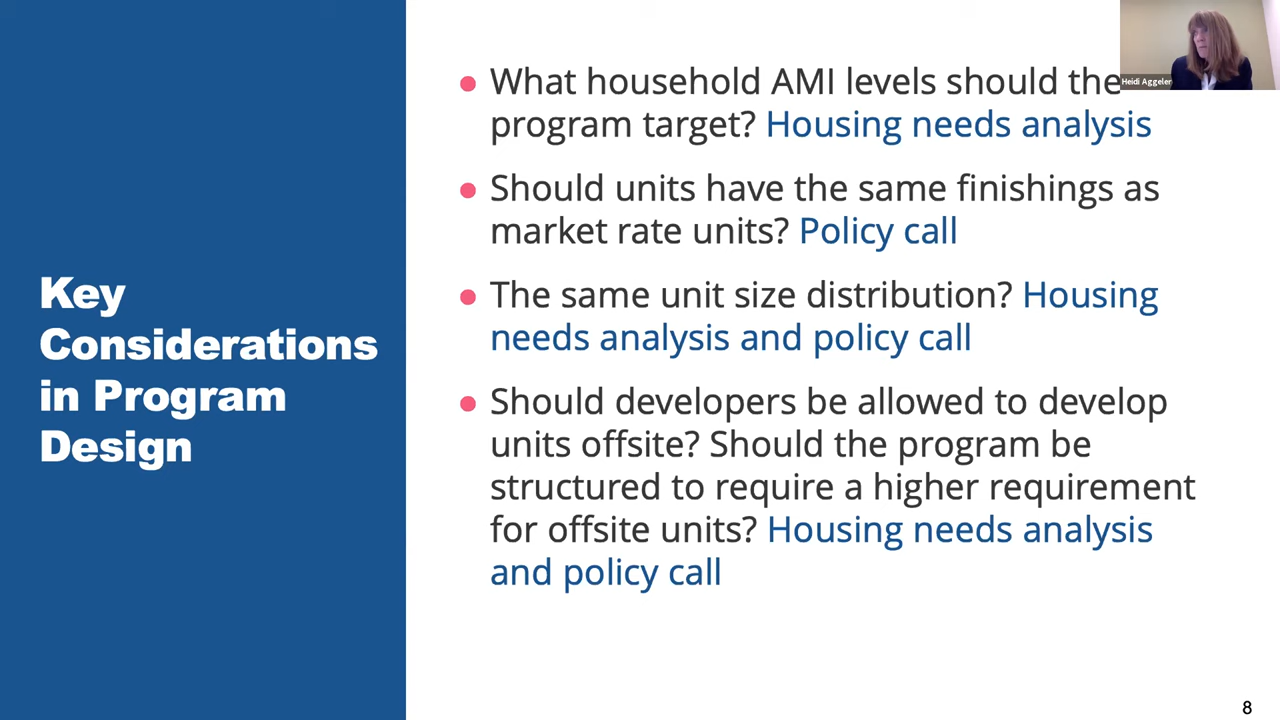 Key
Considerations
in Program
Design
● What household AMI levels should the
program target? Housing needs analysis
● Should units have the same finishings as
market rate units? Policy call
● The same unit size distribution? Housing
needs analysis and policy call
● Should developers be allowed to develop
units offsite? Should the program be
structured to require a higher requirement
for offsite units? Housing needs analysis
and policy call
Heidi Aggeler
8